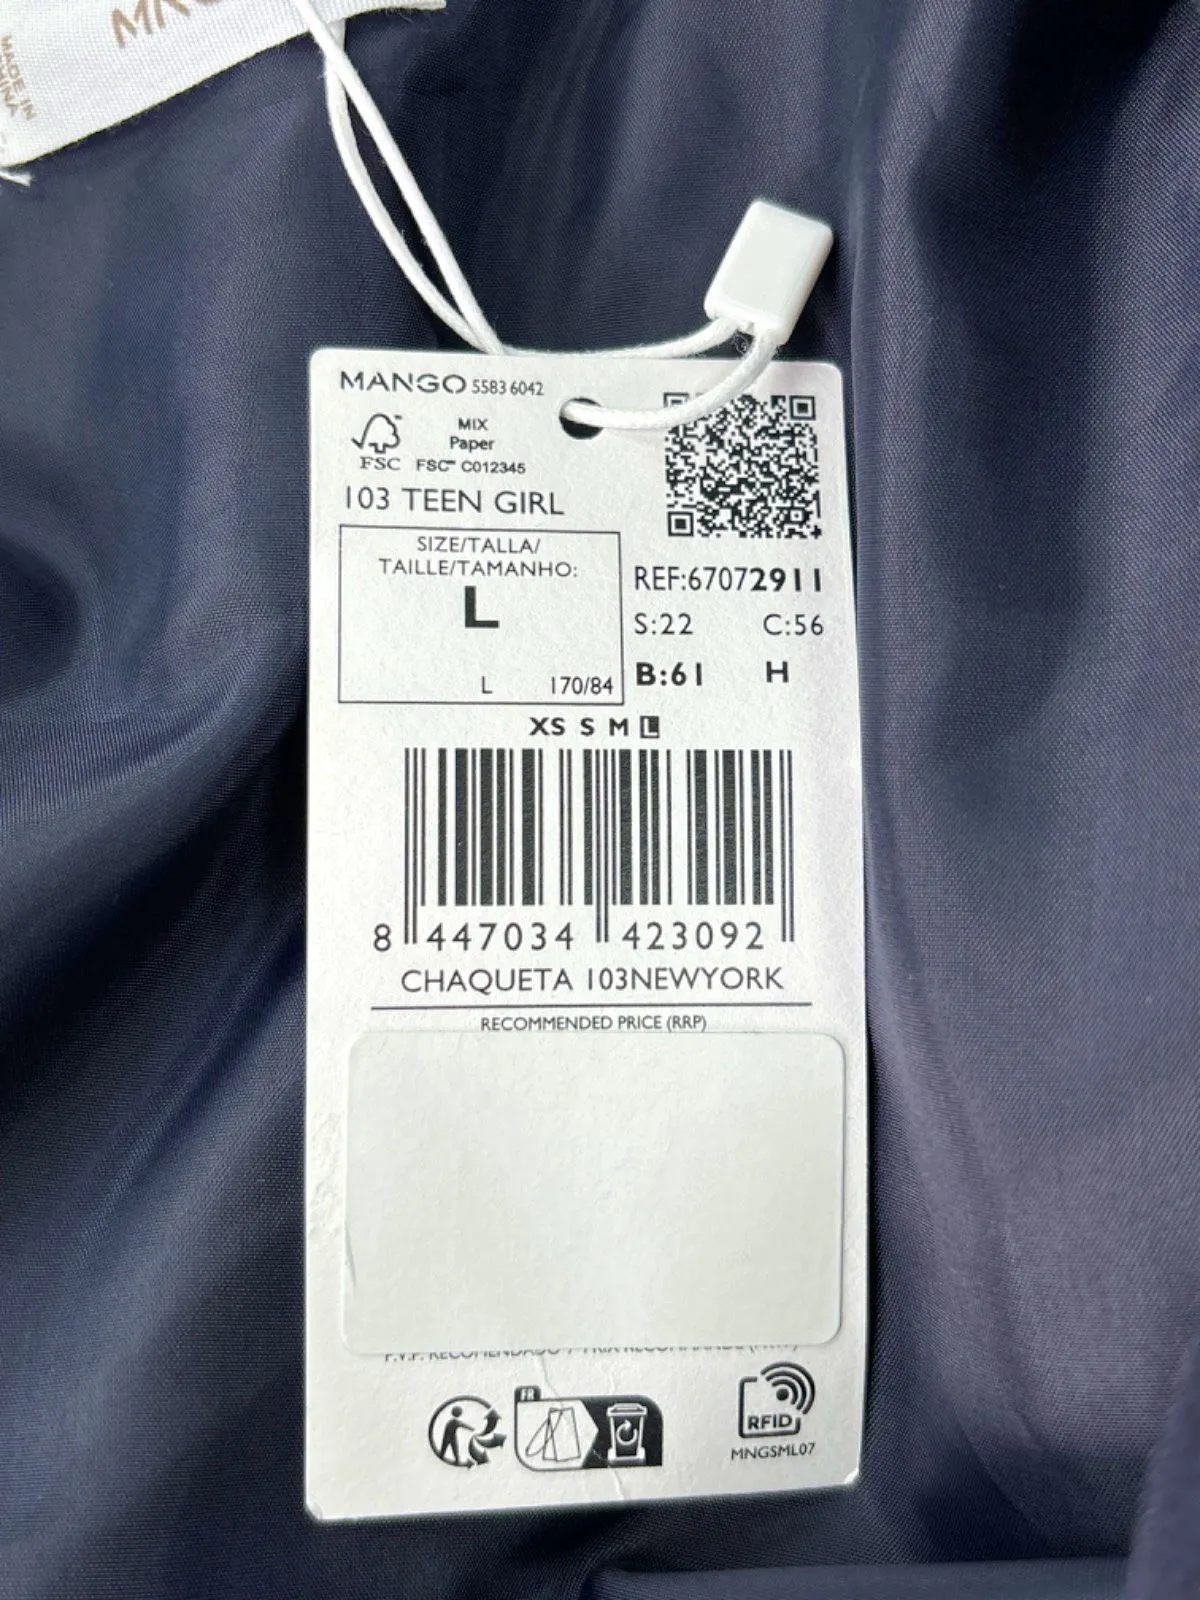 MADE IN
MANGO 5583 6042
MIX
Paper
FSC FSC™ C012345
103 TEEN GIRL
SIZE/TALLA/
TAILLE/TAMANHO:
L
L 170/84
REF:67072911
S:22 C:56
B:61 H
XS S M L
8 447034 423092
CHAQUETA 103NEWYORK
RECOMMENDED PRICE (RRP)
FR
RFID
MNGSML07